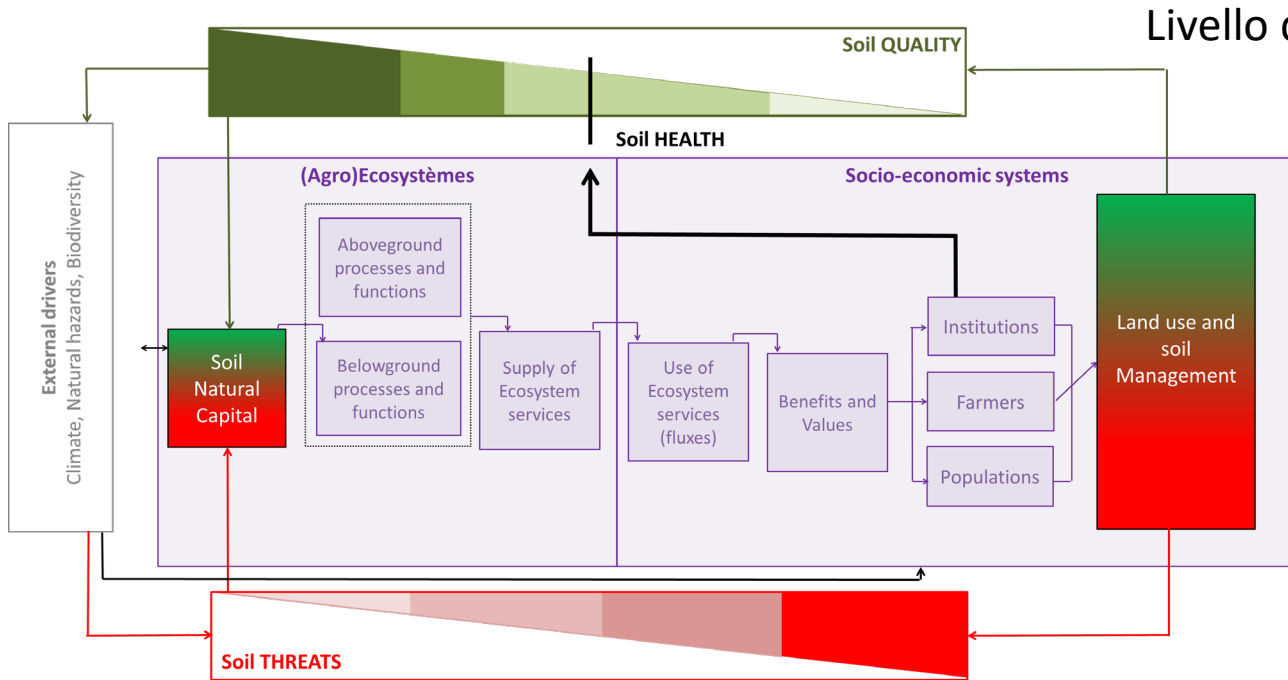 Livello d
Soil QUALITY
Soil HEALTH
External drivers
Climate, Natural hazards, Biodiversity
(Agro)Ecosystèmes
Socio-economic systems
Aboveground
processes and
functions
Belowground
processes and
functions
Soil
Natural
Capital
Supply of
Ecosystem
services
Use of
Ecosystem
services
(fluxes)
Benefits and
Values
Institutions
Farmers
Populations
Land use and
soil
Management
Soil THREATS